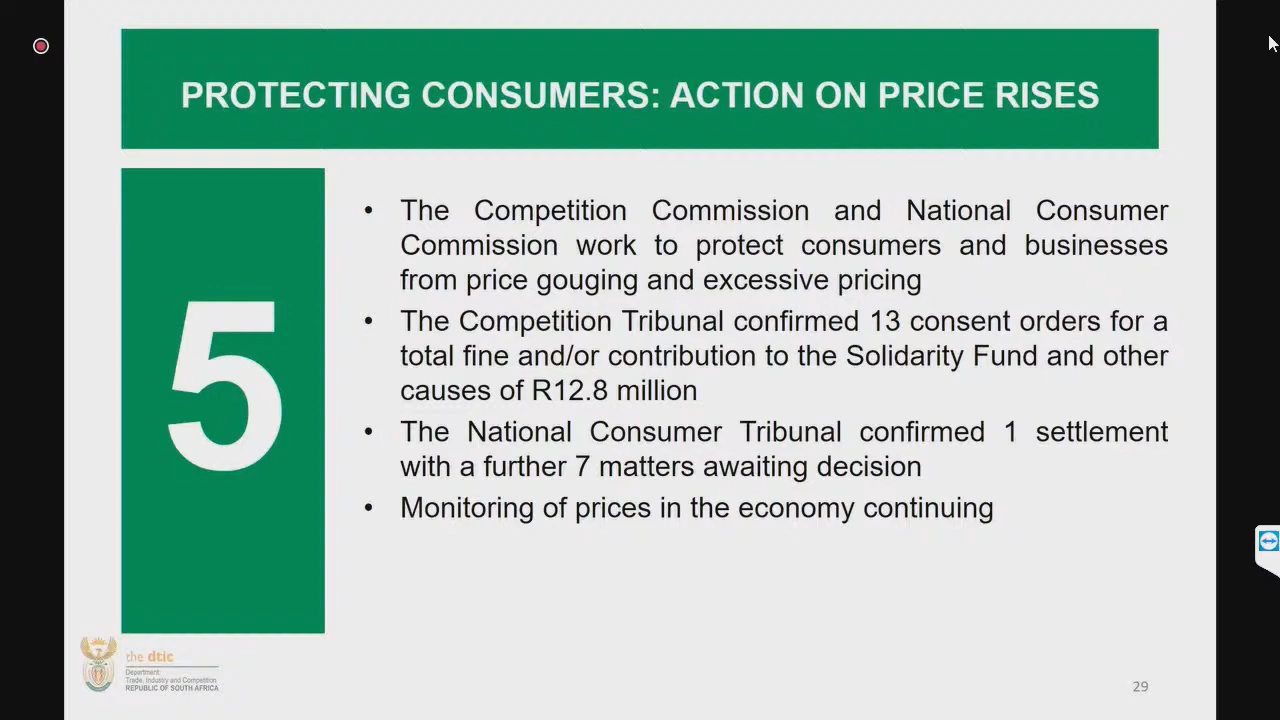 PROTECTING CONSUMERS: ACTION ON PRICE RISES
5
• The Competition Commission and National Consumer
Commission work to protect consumers and businesses
from price gouging and excessive pricing
• The Competition Tribunal confirmed 13 consent orders for a
total fine and/or contribution to the Solidarity Fund and other
causes of R12.8 million
• The National Consumer Tribunal confirmed 1 settlement
with a further 7 matters awaiting decision
• Monitoring of prices in the economy continuing
the dtic
Department:
Trade, Industry and Competition
REPUBLIC OF SOUTH AFRICA
29